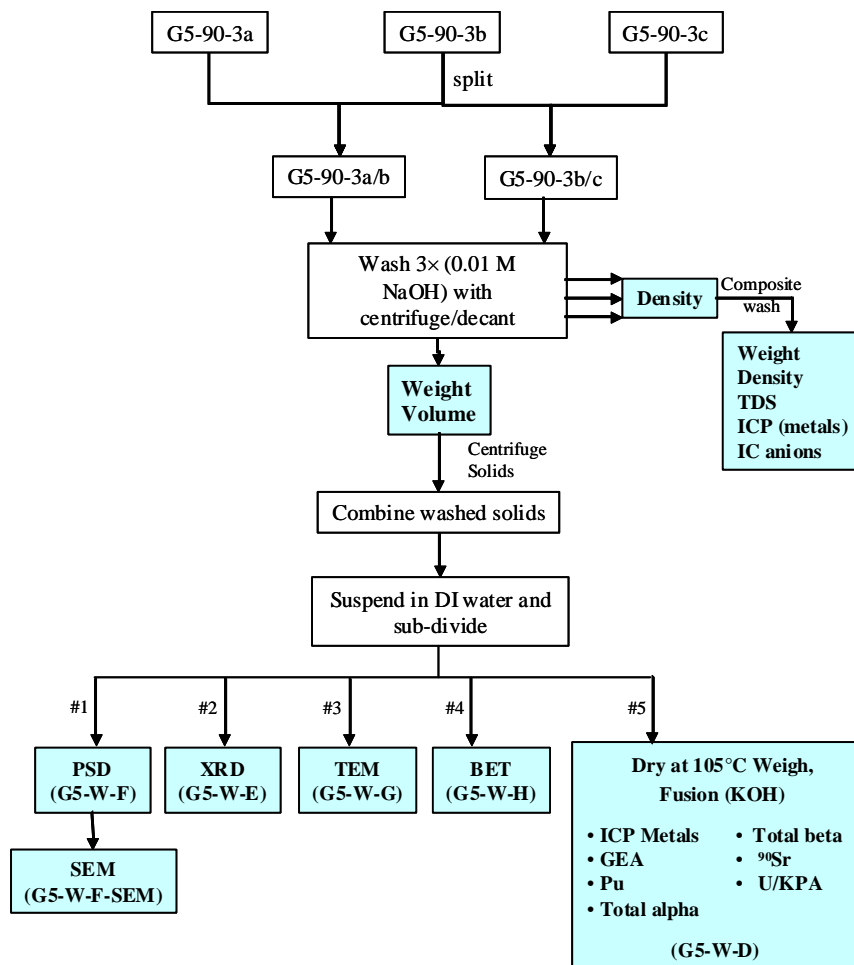 G5-90-3a
G5-90-3b
G5-90-3c
split
G5-90-3a/b
G5-90-3b/c
Wash 3× (0.01 M
NaOH) with
centrifuge/decant
Density
Composite
wash
Weight
Density
TDS
ICP (metals)
IC anions
Weight
Volume
Centrifuge
Solids
Combine washed solids
Suspend in DI water and
sub-divide
#1
#2
#3
#4
#5
PSD
(G5-W-F)
XRD
(G5-W-E)
TEM
(G5-W-G)
BET
(G5-W-H)
SEM
(G5-W-F-SEM)
Dry at 105°C Weigh,
Fusion (KOH)
• ICP Metals
• GEA
• Pu
• Total alpha
• Total beta
• ⁹⁰Sr
• U/KPA
(G5-W-D)